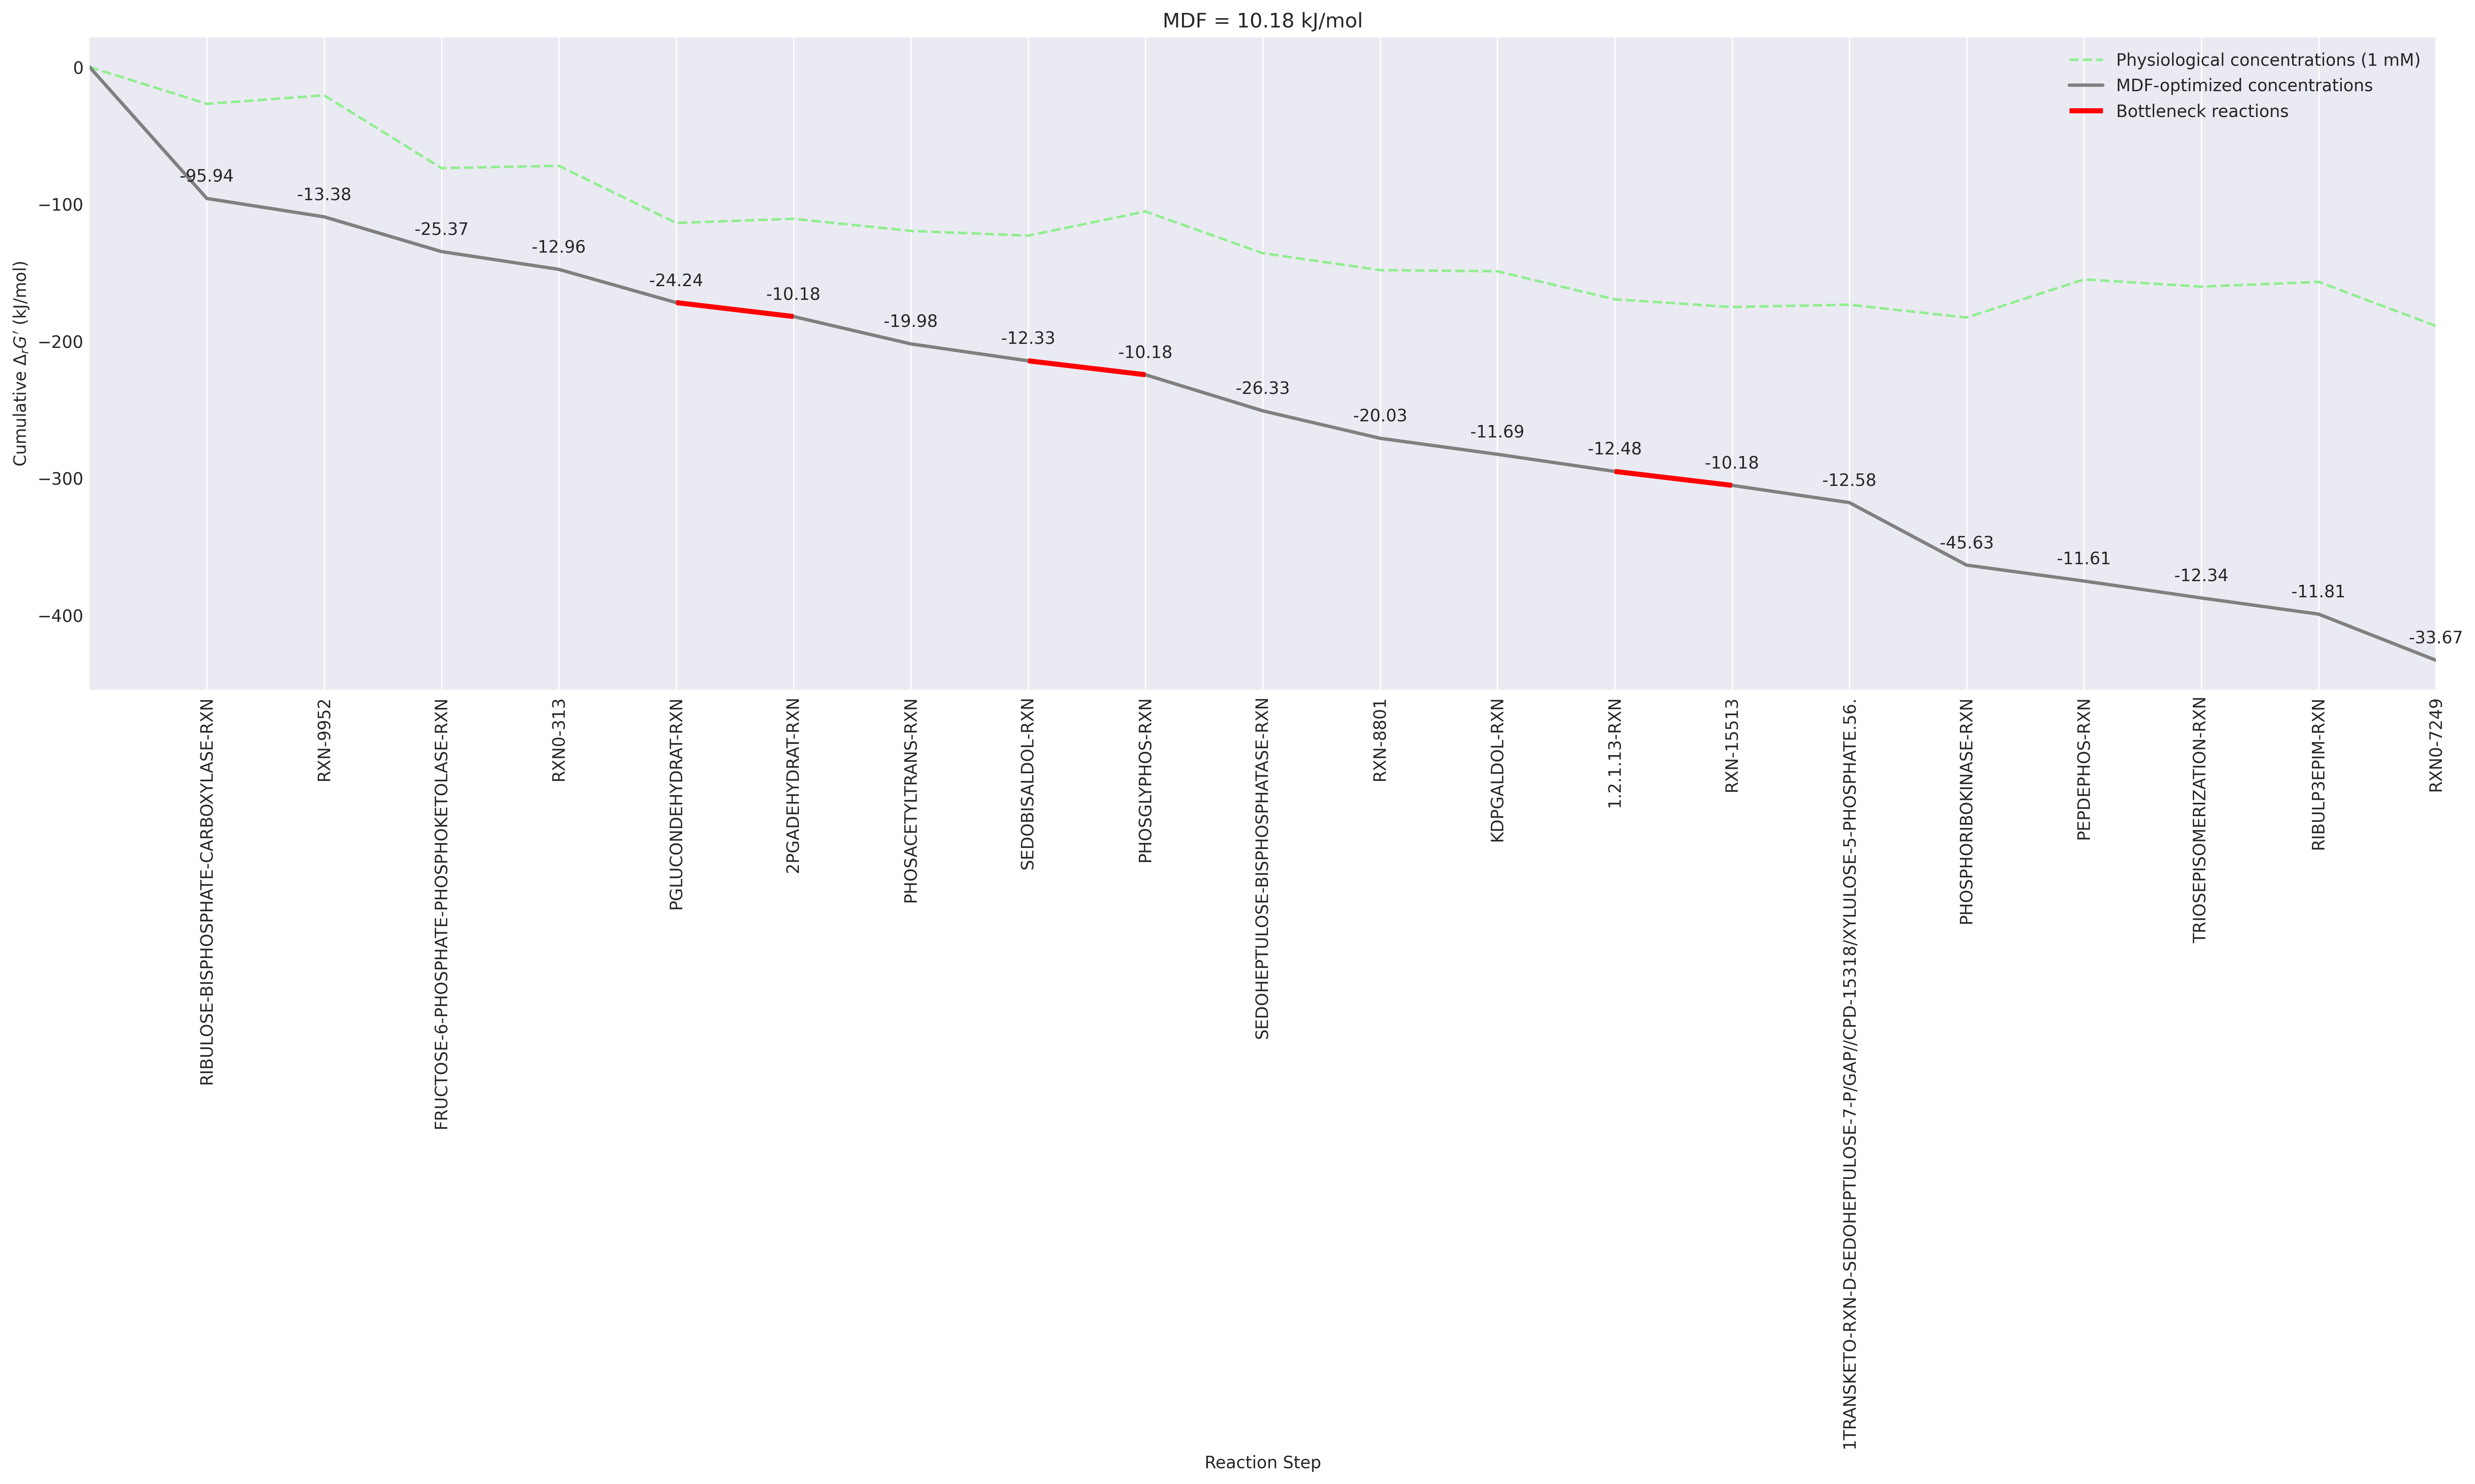 MDF = 10.18 kJ/mol
Physiological concentrations (1 mM)
MDF-optimized concentrations
Bottleneck reactions
Cumulative ΔrG′ (kJ/mol)
0
−100
−200
−300
−400
-95.94
-13.38
-25.37
-12.96
-24.24
-10.18
-19.98
-12.33
-10.18
-26.33
-20.03
-11.69
-12.48
-10.18
-12.58
-45.63
-11.61
-12.34
-11.81
-33.67
RIBULOSE-BISPHOSPHATE-CARBOXYLASE-RXN
RXN-9952
FRUCTOSE-6-PHOSPHATE-PHOSPHOKETOLASE-RXN
RXN0-313
PGLUCONDEHYDRAT-RXN
2PGADEHYDRAT-RXN
PHOSACETYLTRANS-RXN
SEDOBISALDOL-RXN
PHOSGLYPHOS-RXN
SEDOHEPTULOSE-BISPHOSPHATASE-RXN
RXN-8801
KDPGALDOL-RXN
1.2.1.13-RXN
RXN-15513
1TRANSKETO-RXN-D-SEDOHEPTULOSE-7-P/GAP//CPD-15318/XYLULOSE-5-PHOSPHATE.56.
PHOSPHORIBOKINASE-RXN
PEPDEPHOS-RXN
TRIOSEPISOMERIZATION-RXN
RIBULP3EPIM-RXN
RXN0-7249
Reaction Step